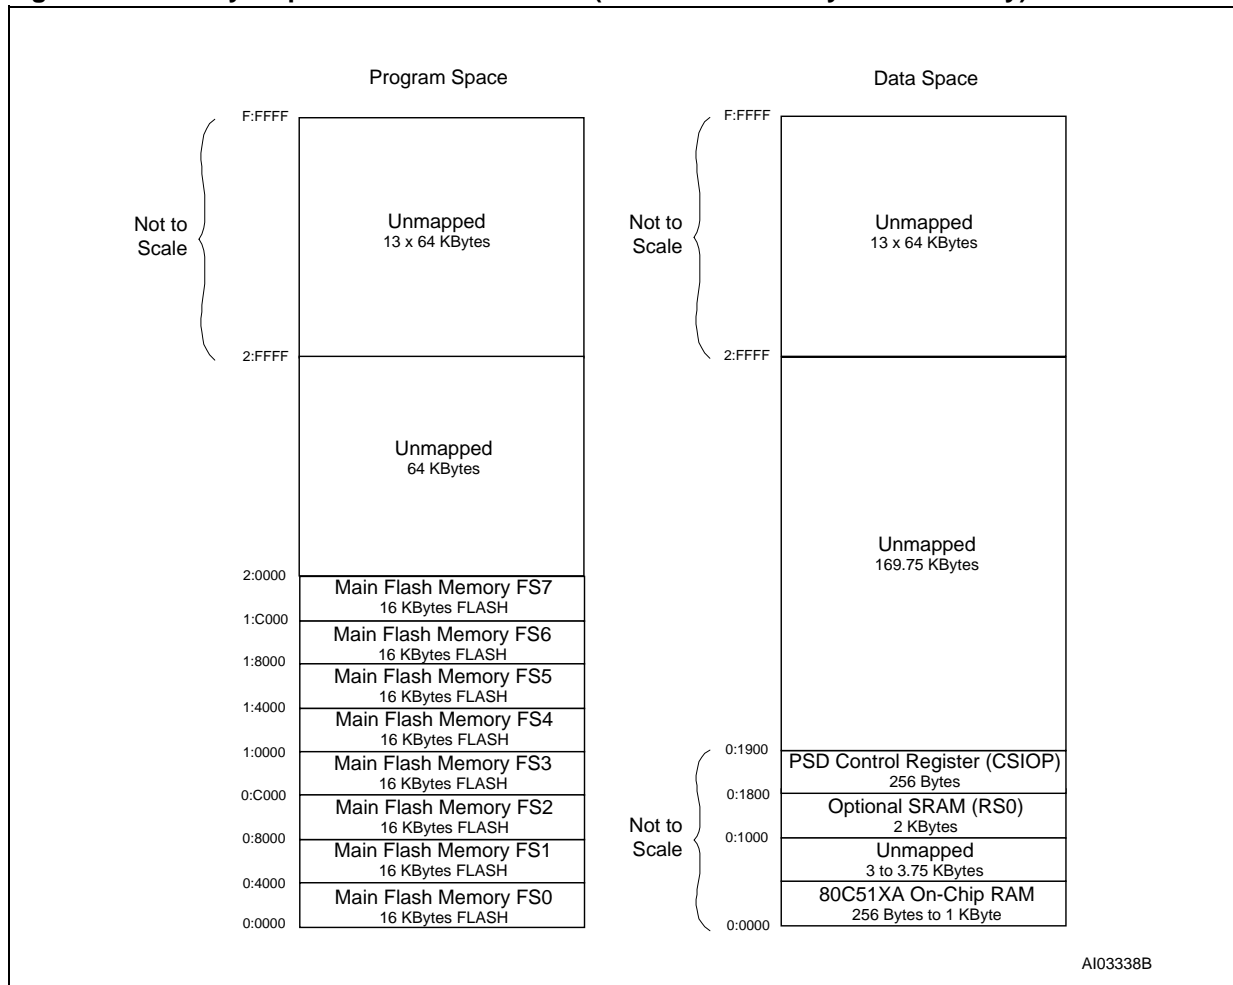 Program Space
F:FFFF
Not to
Scale
Unmapped
13 x 64 KBytes
2:FFFF
Unmapped
64 KBytes
2:0000
Main Flash Memory FS7
16 KBytes FLASH
1:C000
Main Flash Memory FS6
16 KBytes FLASH
1:8000
Main Flash Memory FS5
16 KBytes FLASH
1:4000
Main Flash Memory FS4
16 KBytes FLASH
1:0000
Main Flash Memory FS3
16 KBytes FLASH
0:C000
Main Flash Memory FS2
16 KBytes FLASH
0:8000
Main Flash Memory FS1
16 KBytes FLASH
0:4000
Main Flash Memory FS0
16 KBytes FLASH
0:0000
Data Space
F:FFFF
Not to
Scale
Unmapped
13 x 64 KBytes
2:FFFF
Unmapped
169.75 KBytes
0:1900
PSD Control Register (CSIOP)
256 Bytes
0:1800
Optional SRAM (RS0)
2 KBytes
Not to
Scale
0:1000
Unmapped
3 to 3.75 KBytes
80C51XA On-Chip RAM
256 Bytes to 1 KByte
0:0000
AI03338B